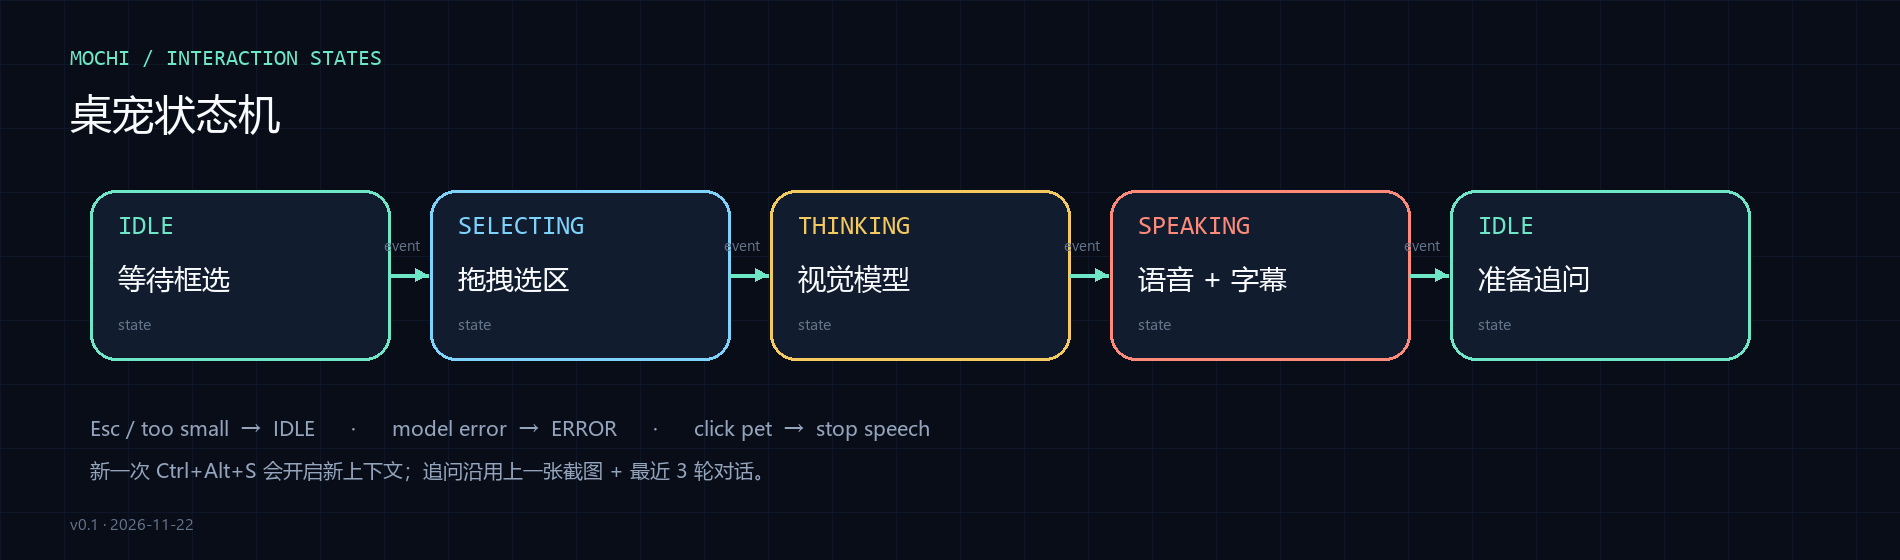 MOCHI / INTERACTION STATES
桌宠状态机
IDLE
等待框选
state
event
SELECTING
拖拽选区
state
event
THINKING
视觉模型
state
event
SPEAKING
语音 + 字幕
state
event
IDLE
准备追问
state
Esc / too small → IDLE · model error → ERROR · click pet → stop speech
新一次 Ctrl+Alt+S 会开启新上下文；追问沿用上一张截图 + 最近 3 轮对话。
v0.1 · 2026-11-22